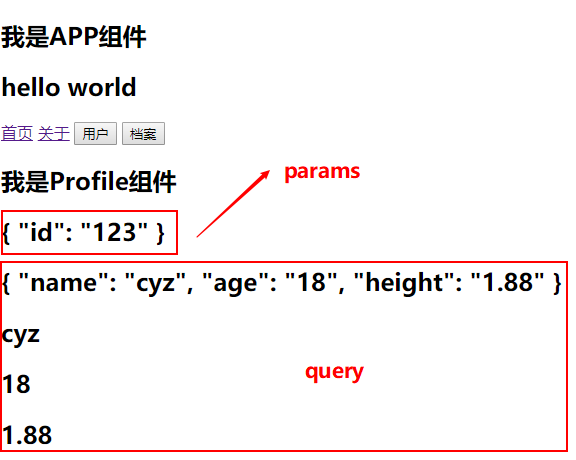 我是APP组件
hello world
首页 关于 用户 档案
我是Profile组件
params
{ "id": "123" }
{ "name": "cyz", "age": "18", "height": "1.88" }
cyz
18
query
1.88